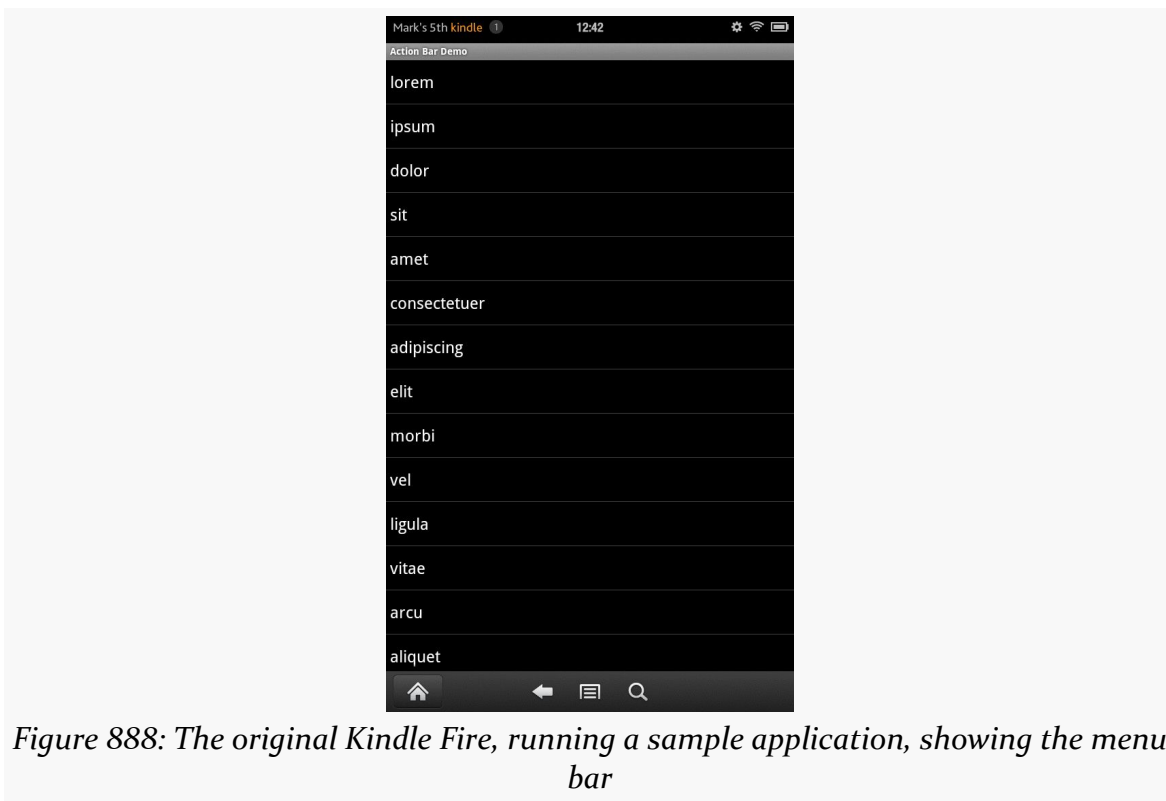 Mark's 5th kindle 1 12:42
Action Bar Demo
lorem
ipsum
dolor
sit
amet
consectetuer
adipiscing
elit
morbi
vel
ligula
vitae
arcu
aliquet
Figure 888: The original Kindle Fire, running a sample application, showing the menu
bar